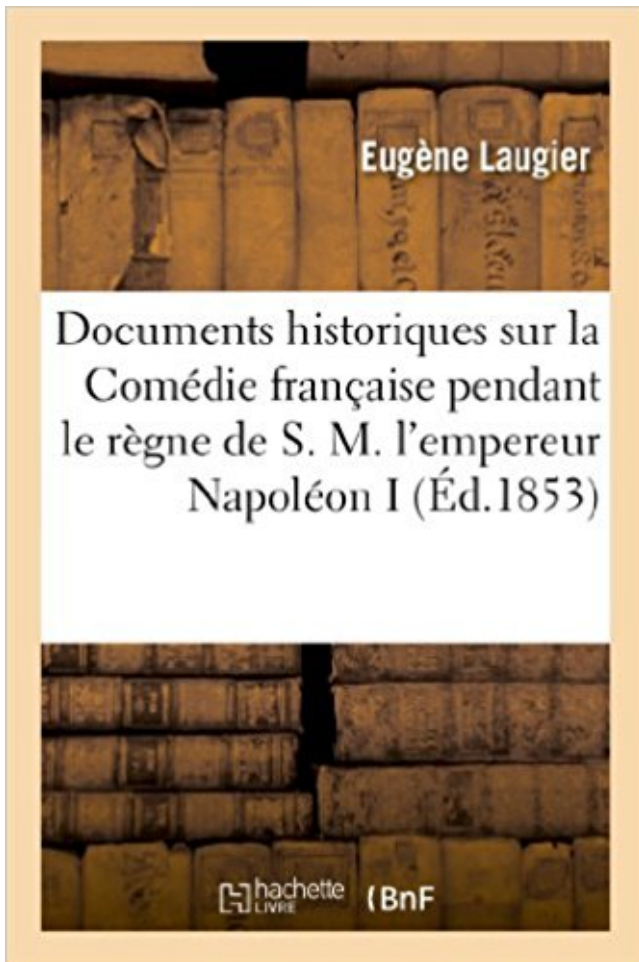 Eugène Laugier
Documents historiques sur la
Comédie française pendant
le règne de S. M. l'empereur
Napoléon I (Éd.1853)
hachette
LIVRE
(BnF